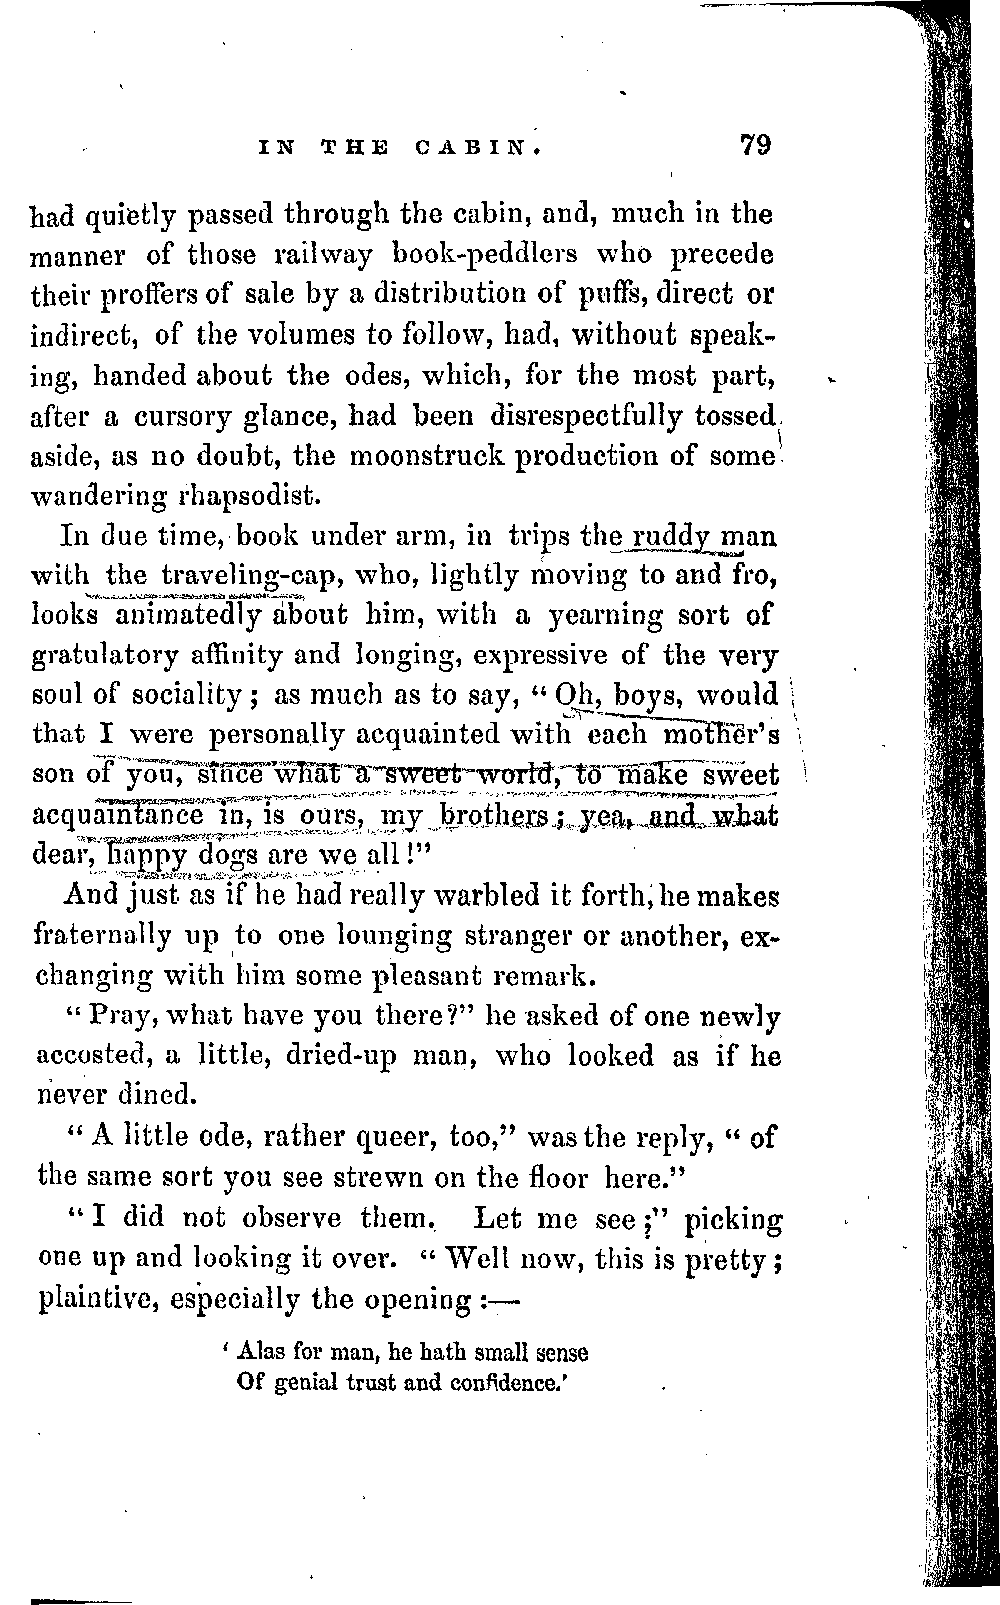 IN THE CABIN. 79
had quietly passed through the cabin, and, much in the
manner of those railway book-peddlers who precede
their proffers of sale by a distribution of puffs, direct or
indirect, of the volumes to follow, had, without speak-
ing, handed about the odes, which, for the most part,
after a cursory glance, had been disrespectfully tossed
aside, as no doubt, the moonstruck production of some
wandering rhapsodist.
In due time, book under arm, in trips the ruddy man
with the traveling-cap, who, lightly moving to and fro,
looks animatedly about him, with a yearning sort of
gratulatory affinity and longing, expressive of the very
soul of sociality; as much as to say, “Oh, boys, would
that I were personally acquainted with each mother’s
son of you, since what a sweet world, to make sweet
acquaintance in, is ours, my brothers; yea, and what
dear, happy dogs are we all!”
And just as if he had really warbled it forth, he makes
fraternally up to one lounging stranger or another, ex-
changing with him some pleasant remark.
“Pray, what have you there?” he asked of one newly
accosted, a little, dried-up man, who looked as if he
never dined.
“A little ode, rather queer, too,” was the reply, “of
the same sort you see strewn on the floor here.”
“I did not observe them. Let me see;” picking
one up and looking it over. “Well now, this is pretty;
plaintive, especially the opening:—
‘Alas for man, he hath small sense
Of genial trust and confidence.’